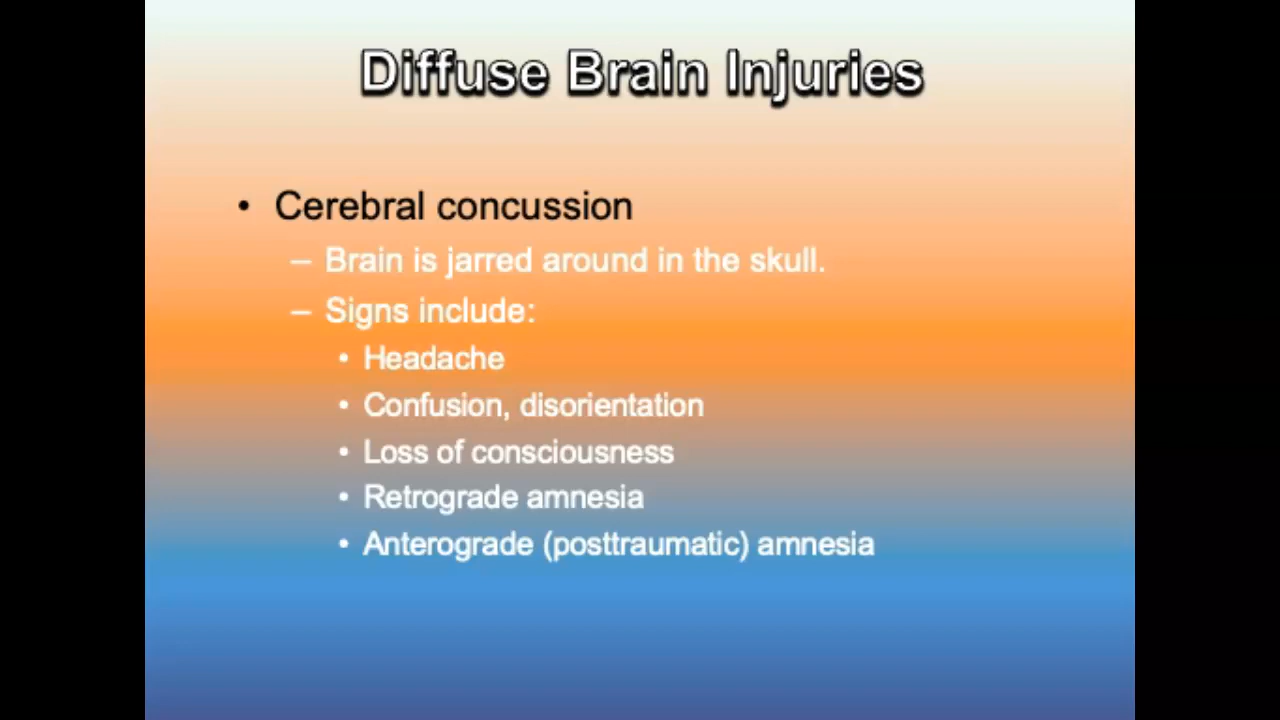 Diffuse Brain Injuries
• Cerebral concussion
– Brain is jarred around in the skull.
– Signs include:
• Headache
• Confusion, disorientation
• Loss of consciousness
• Retrograde amnesia
• Anterograde (posttraumatic) amnesia